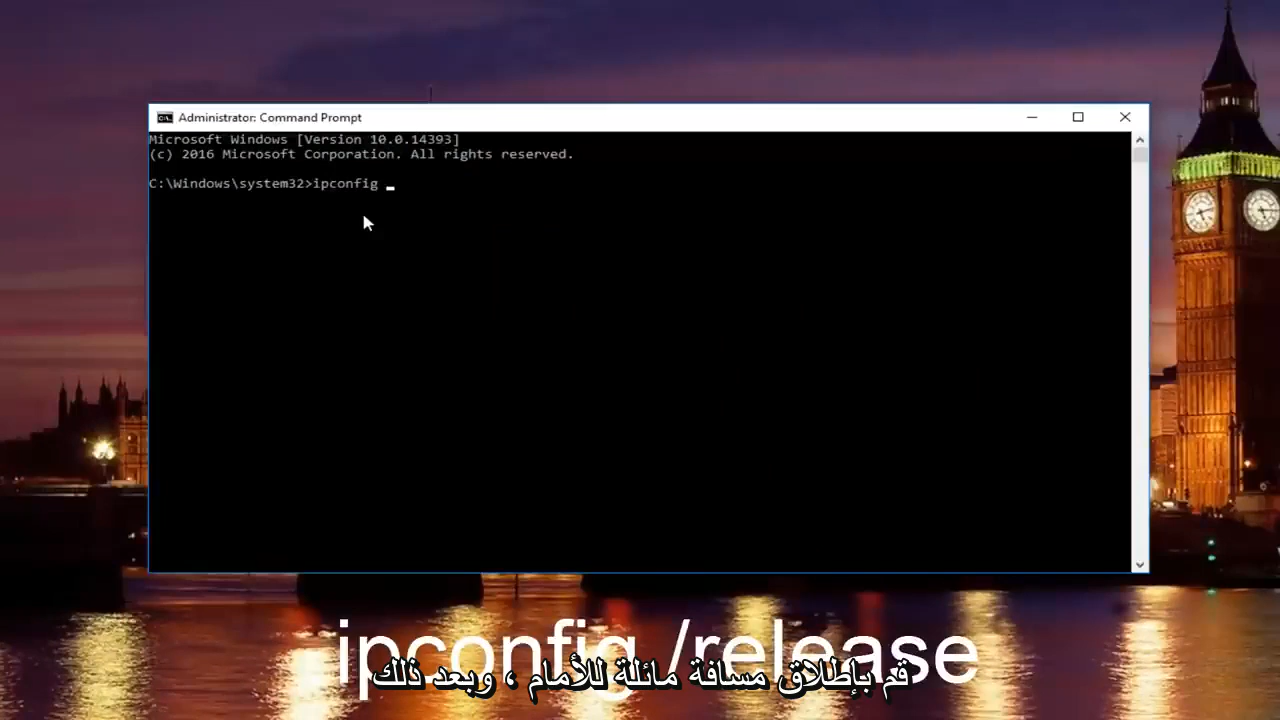 Administrator: Command Prompt
Microsoft Windows [Version 10.0.14393]
(c) 2016 Microsoft Corporation. All rights reserved.
C:\Windows\system32>ipconfig _
ipconfig /release
قم بإطلاق مسافة مائلة للأمام ، وبعد ذلك